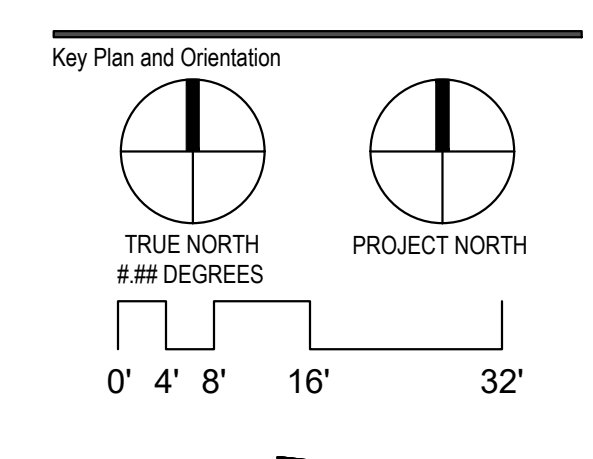 Key Plan and Orientation
TRUE NORTH
#.## DEGREES
PROJECT NORTH
0' 4' 8' 16' 32'